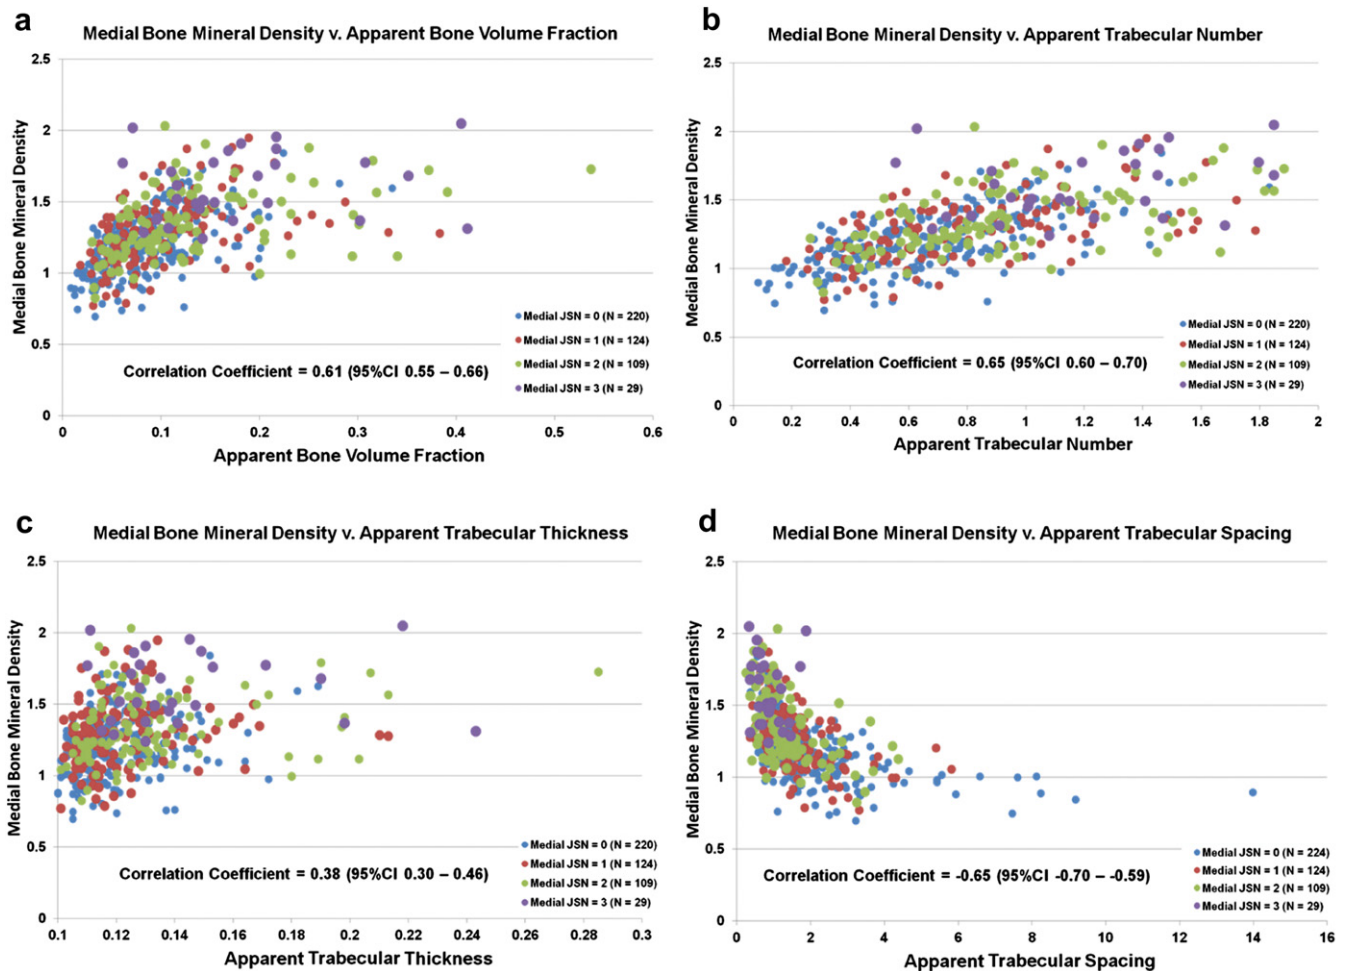 a
Medial Bone Mineral Density v. Apparent Bone Volume Fraction
2.5
2
1.5
1
0.5
0
Medial Bone Mineral Density
Medial JSN = 0 (N = 220)
Medial JSN = 1 (N = 124)
Medial JSN = 2 (N = 109)
Medial JSN = 3 (N = 29)
Correlation Coefficient = 0.61 (95%CI 0.55 – 0.66)
0 0.1 0.2 0.3 0.4 0.5 0.6
Apparent Bone Volume Fraction
b
Medial Bone Mineral Density v. Apparent Trabecular Number
2.5
2
1.5
1
0.5
0
Medial Bone Mineral Density
Medial JSN = 0 (N = 220)
Medial JSN = 1 (N = 124)
Medial JSN = 2 (N = 109)
Medial JSN = 3 (N = 29)
Correlation Coefficient = 0.65 (95%CI 0.60 – 0.70)
0 0.2 0.4 0.6 0.8 1 1.2 1.4 1.6 1.8 2
Apparent Trabecular Number
c
Medial Bone Mineral Density v. Apparent Trabecular Thickness
2.5
2
1.5
1
0.5
0
Medial Bone Mineral Density
Medial JSN = 0 (N = 220)
Medial JSN = 1 (N = 124)
Medial JSN = 2 (N = 109)
Medial JSN = 3 (N = 29)
Correlation Coefficient = 0.38 (95%CI 0.30 – 0.46)
0.1 0.12 0.14 0.16 0.18 0.2 0.22 0.24 0.26 0.28 0.3
Apparent Trabecular Thickness
d
Medial Bone Mineral Density v. Apparent Trabecular Spacing
2.5
2
1.5
1
0.5
0
Medial Bone Mineral Density
Medial JSN = 0 (N = 224)
Medial JSN = 1 (N = 124)
Medial JSN = 2 (N = 109)
Medial JSN = 3 (N = 29)
Correlation Coefficient = -0.65 (95%CI -0.70 – -0.59)
0 2 4 6 8 10 12 14 16
Apparent Trabecular Spacing